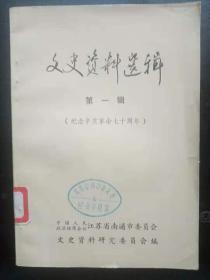 文史资料选辑
第一辑
（纪念辛亥革命七十周年）
中国人民
政治协商会议 江苏省南通市委员会
文史资料研究委员会编